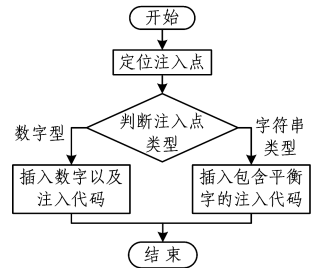 开始
定位注入点
判断注入点
类型
数字型
字符串
类型
插入数字以及
注入代码
插入包含平衡
字的注入代码
结束